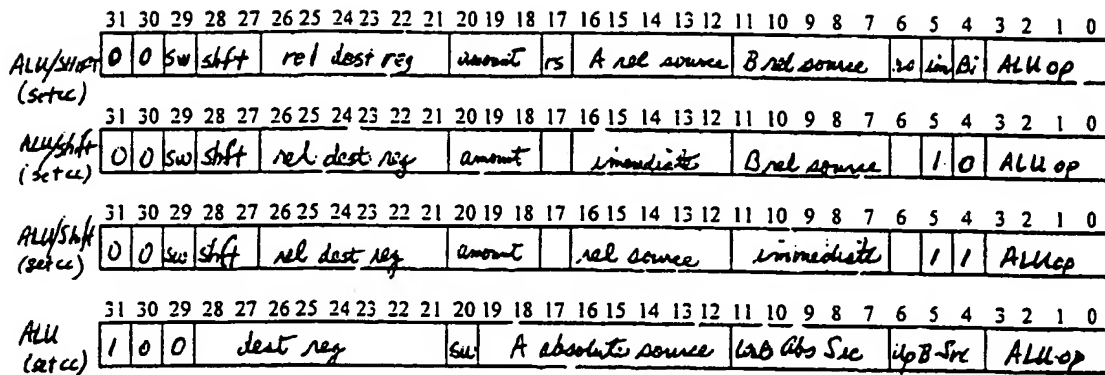 31 30 29 28 27 26 25 24 23 22 21 20 19 18 17 16 15 14 13 12 11 10 9 8 7 6 5 4 3 2 1 0
ALU/Shift 0 0 sw shft rel dest reg amount rs A rel source B rel source im Bi ALU op
(setcc)
31 30 29 28 27 26 25 24 23 22 21 20 19 18 17 16 15 14 13 12 11 10 9 8 7 6 5 4 3 2 1 0
ALU/Shft 0 0 sw shft rel dest reg amount immediate B rel source 1 0 ALU op
(setcc)
31 30 29 28 27 26 25 24 23 22 21 20 19 18 17 16 15 14 13 12 11 10 9 8 7 6 5 4 3 2 1 0
ALU/Shft 0 0 sw shft rel dest reg amount rel source immediate 1 1 ALU op
(setcc)
31 30 29 28 27 26 25 24 23 22 21 20 19 18 17 16 15 14 13 12 11 10 9 8 7 6 5 4 3 2 1 0
ALU 1 0 0 dest reg sw A absolute source B Abs Src B-Src ALU-op
(setcc)